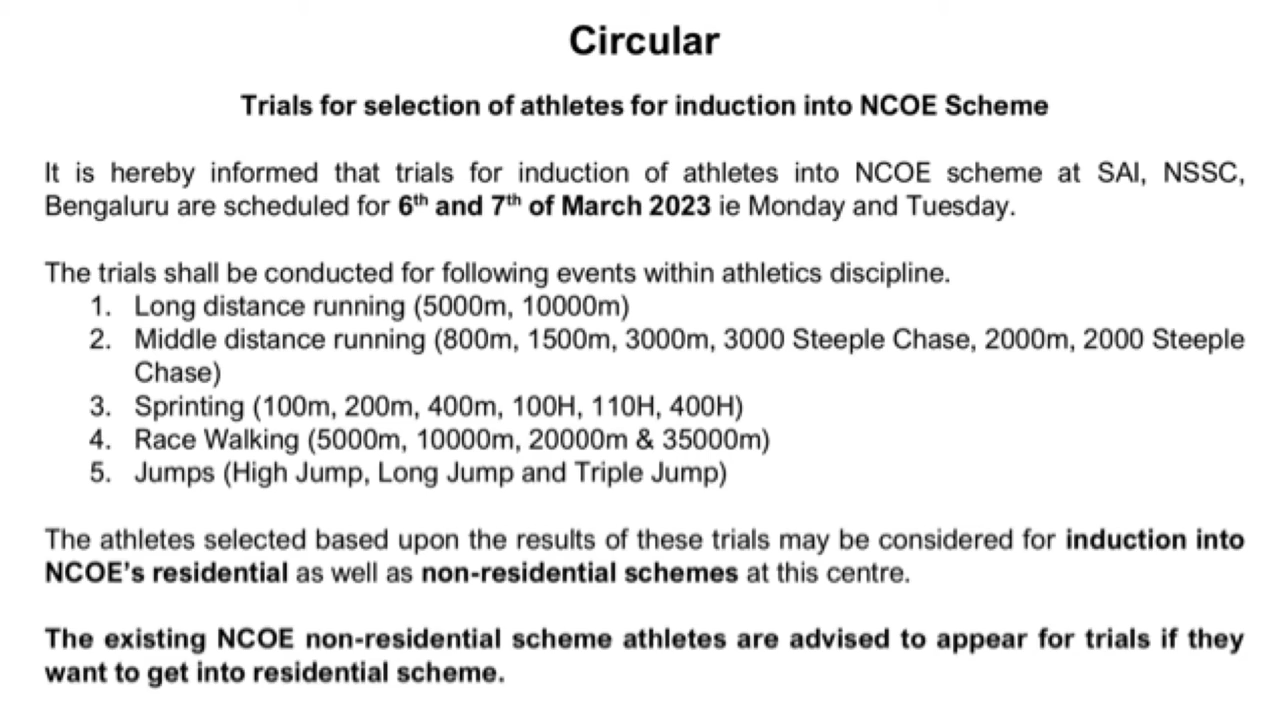 Circular
Trials for selection of athletes for induction into NCOE Scheme
It is hereby informed that trials for induction of athletes into NCOE scheme at SAI, NSSC,
Bengaluru are scheduled for 6th and 7th of March 2023 ie Monday and Tuesday.
The trials shall be conducted for following events within athletics discipline.
1. Long distance running (5000m, 10000m)
2. Middle distance running (800m, 1500m, 3000m, 3000 Steeple Chase, 2000m, 2000 Steeple
Chase)
3. Sprinting (100m, 200m, 400m, 100H, 110H, 400H)
4. Race Walking (5000m, 10000m, 20000m & 35000m)
5. Jumps (High Jump, Long Jump and Triple Jump)
The athletes selected based upon the results of these trials may be considered for induction into
NCOE's residential as well as non-residential schemes at this centre.
The existing NCOE non-residential scheme athletes are advised to appear for trials if they
want to get into residential scheme.